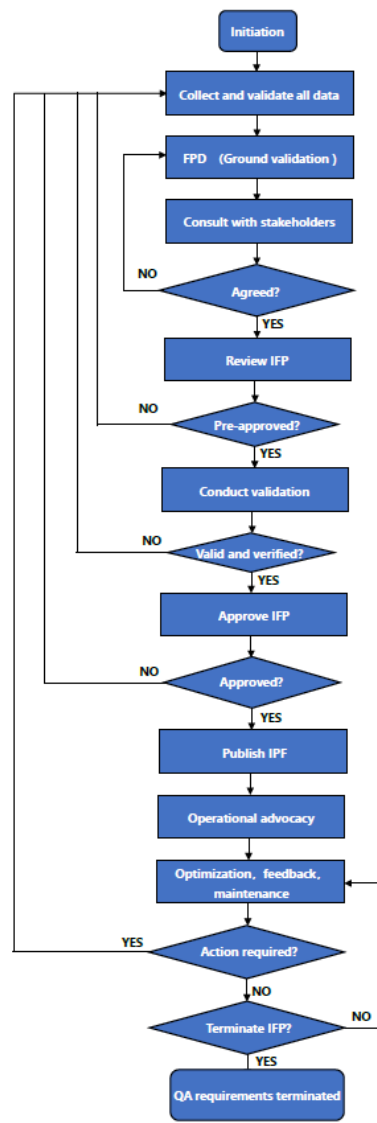 Initiation
Collect and validate all data
FPD （Ground validation ）
Consult with stakeholders
NO
Agreed?
YES
Review IFP
NO
Pre-approved?
YES
Conduct validation
NO
Valid and verified?
YES
Approve IFP
NO
Approved?
YES
Publish IPF
Operational advocacy
Optimization，feedback，
maintenance
YES
Action required?
NO
Terminate IFP?
NO
YES
QA requirements terminated